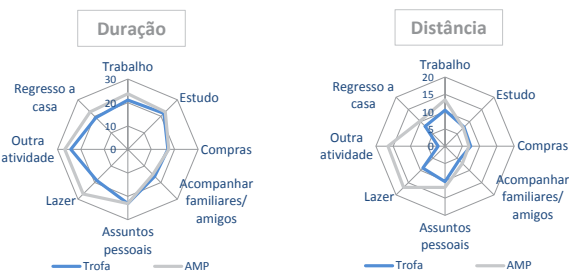 Duração
30
20
10
0
Trabalho
Estudo
Compras
Acompanhar
familiares/
amigos
Assuntos
pessoais
Lazer
Outra
atividade
Regresso a
casa
Trofa
AMP
Distância
20
15
10
5
0
Trabalho
Estudo
Compras
Acompanhar
familiares/
amigos
Assuntos
pessoais
Lazer
Outra
atividade
Regresso a
casa
Trofa
AMP